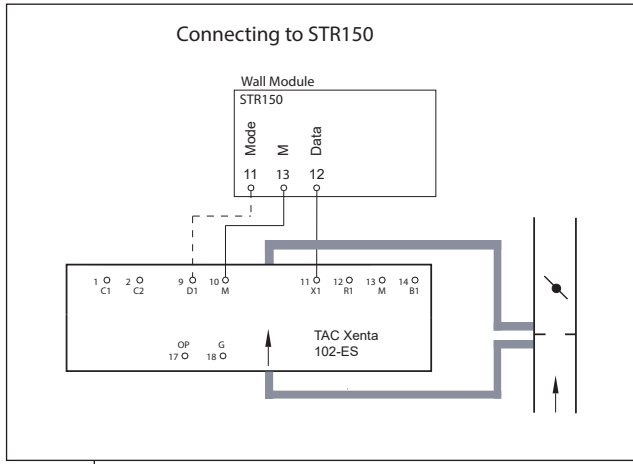 Connecting to STR150
Wall Module
STR150
Mode M Data
11 13 12
1 2 9 10 11 12 13 14
C1 C2 D1 M X1 R1 M B1
TAC Xenta
102-ES
OP G
17 18